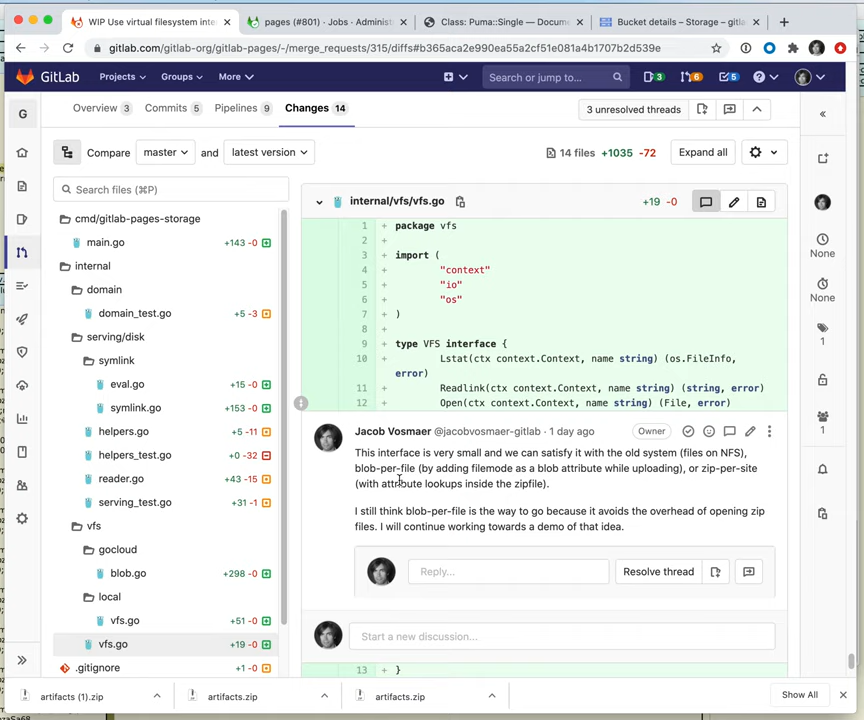 WIP Use virtual filesystem inte
pages (#801) - Jobs - Administ
Class: Puma::Single — Docume
Bucket details – Storage – gitla
gitlab.com/gitlab-org/gitlab-pages/-/merge_requests/315/diffs#b365aca2e990ea55a2cf51e081a4b1707b2d539e
GitLab
Projects
Groups
More
Search or jump to...
3
6
5
G
Overview 3
Commits 5
Pipelines 9
Changes 14
3 unresolved threads
Compare master and latest version
14 files +1035 -72
Expand all
Search files (⌘P)
cmd/gitlab-pages-storage
main.go +143 -0
internal
domain
domain_test.go +5 -3
serving/disk
symlink
eval.go +15 -0
symlink.go +153 -0
helpers.go +5 -11
helpers_test.go +0 -32
reader.go +43 -15
serving_test.go +31 -1
vfs
gocloud
blob.go +298 -0
local
vfs.go +51 -0
vfs.go +19 -0
.gitignore +1 -0
internal/vfs/vfs.go +19 -0
1 + package vfs
2 +
3 + import (
4 + "context"
5 + "io"
6 + "os"
7 + )
8 +
9 + type VFS interface {
10 + Lstat(ctx context.Context, name string) (os.FileInfo,
error)
11 + Readlink(ctx context.Context, name string) (string, error)
12 + Open(ctx context.Context, name string) (File, error)
Jacob Vosmaer @jacobvosmaer-gitlab · 1 day ago
Owner
This interface is very small and we can satisfy it with the old system (files on NFS),
blob-per-file (by adding filemode as a blob attribute while uploading), or zip-per-site
(with attribute lookups inside the zipfile).
I still think blob-per-file is the way to go because it avoids the overhead of opening zip
files. I will continue working towards a demo of that idea.
Reply...
Resolve thread
Start a new discussion...
13 + }
None
None
1
1
artifacts (1).zip
artifacts.zip
artifacts.zip
Show All